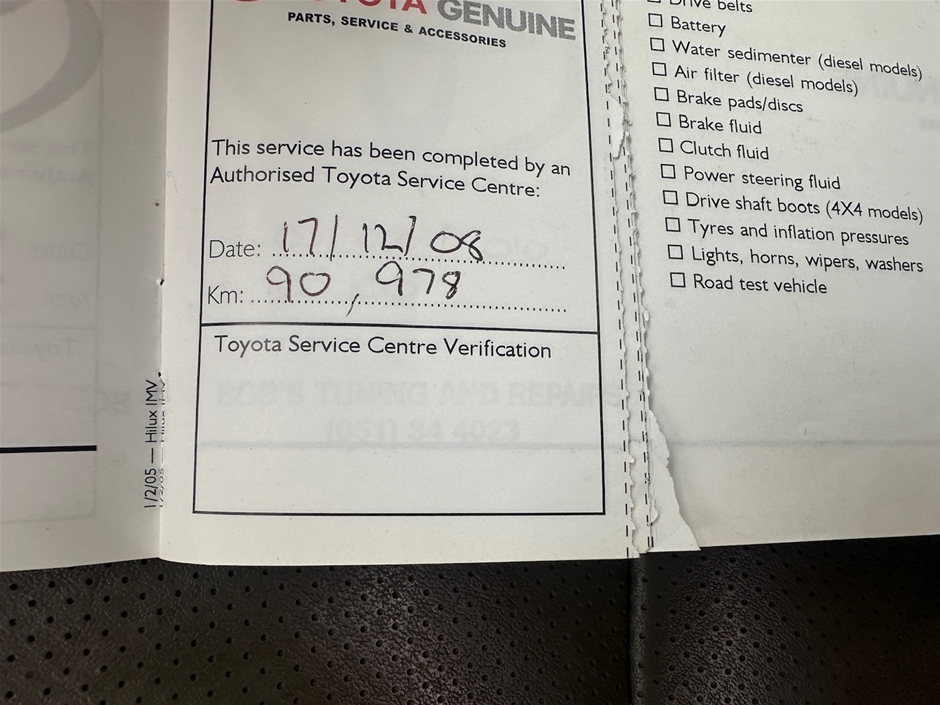 TOYOTA GENUINE
PARTS, SERVICE & ACCESSORIES
This service has been completed by an
Authorised Toyota Service Centre:
Date: 17/12/08
Km: 90,978
Toyota Service Centre Verification
1/2/05 — Hilux IMV
Drive belts
Battery
Water sedimenter (diesel models)
Air filter (diesel models)
Brake pads/discs
Brake fluid
Clutch fluid
Power steering fluid
Drive shaft boots (4X4 models)
Tyres and inflation pressures
Lights, horns, wipers, washers
Road test vehicle